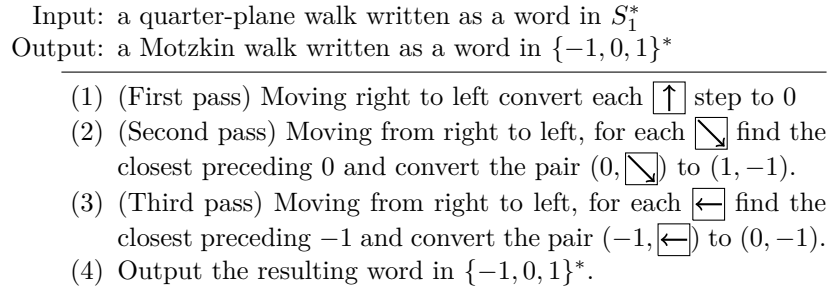 Input: a quarter-plane walk written as a word in S₁*
Output: a Motzkin walk written as a word in {−1, 0, 1}*
(1) (First pass) Moving right to left convert each ↑ step to 0
(2) (Second pass) Moving from right to left, for each ↘ find the
closest preceding 0 and convert the pair (0, ↘) to (1, −1).
(3) (Third pass) Moving from right to left, for each ← find the
closest preceding −1 and convert the pair (−1, ←) to (0, −1).
(4) Output the resulting word in {−1, 0, 1}*.